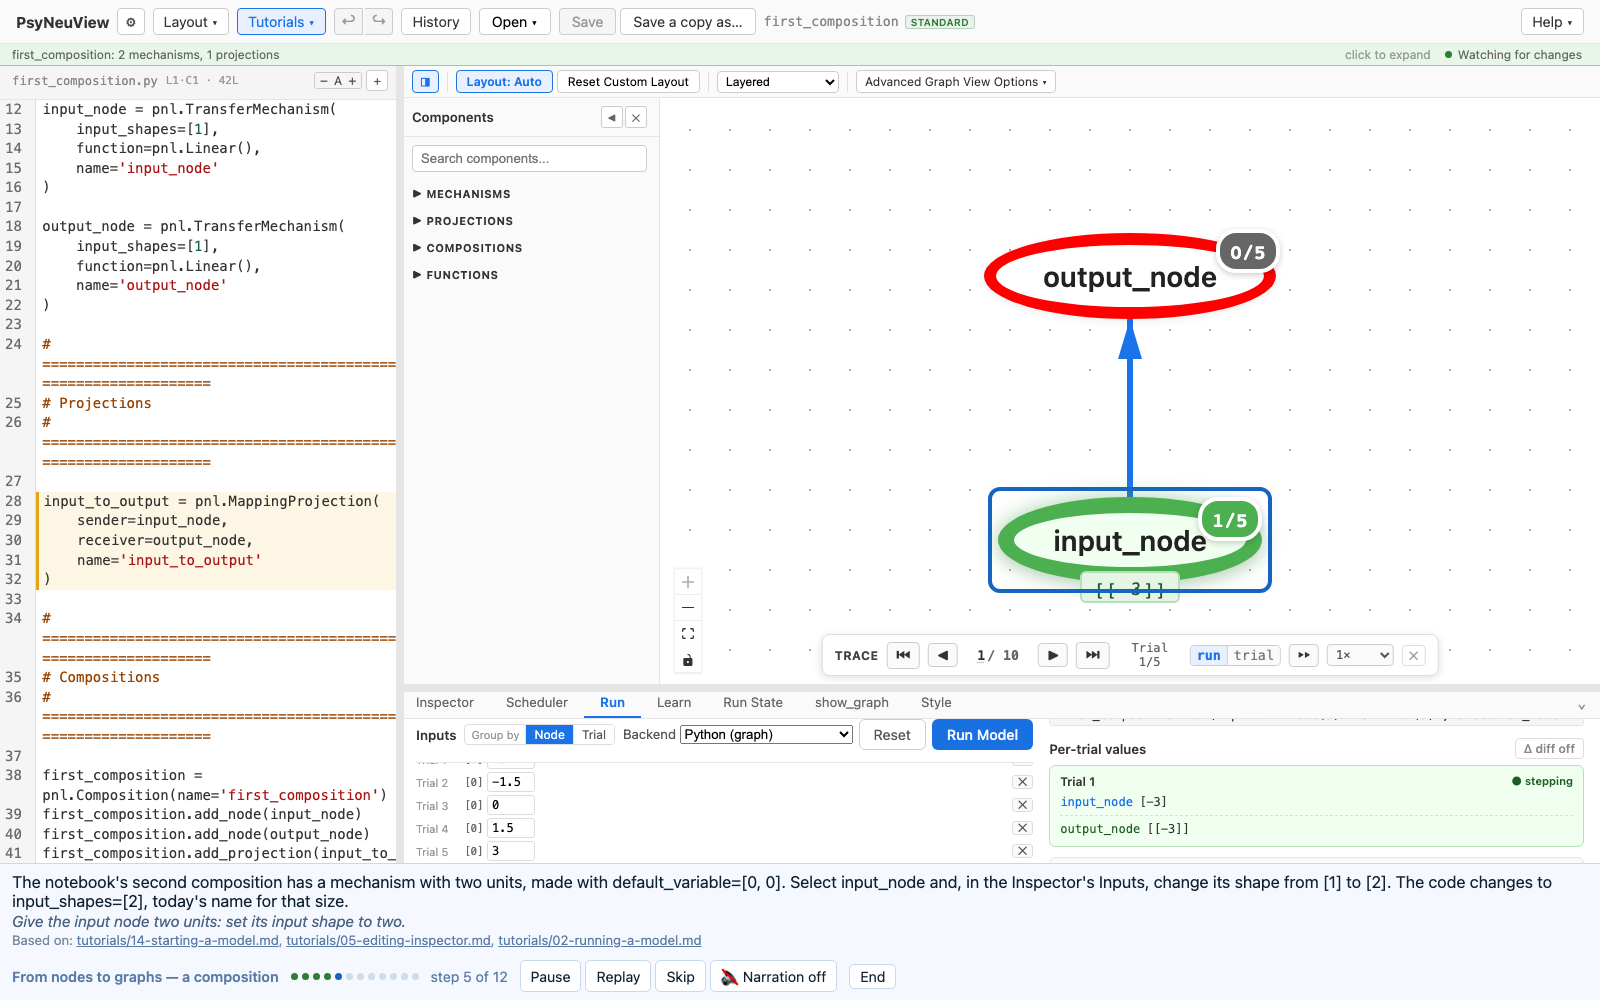 PsyNeuView ⚙ Layout ▾ Tutorials ▾ ↩ ↪ History Open ▾ Save Save a copy as... first_composition STANDARD Help ▾
first_composition: 2 mechanisms, 1 projections click to expand ● Watching for changes
first_composition.py L1·C1 · 42L − A + +
12 input_node = pnl.TransferMechanism(
13 input_shapes=[1],
14 function=pnl.Linear(),
15 name='input_node'
16 )
17
18 output_node = pnl.TransferMechanism(
19 input_shapes=[1],
20 function=pnl.Linear(),
21 name='output_node'
22 )
23
24 #
==========================================
====================
25 # Projections
26 #
==========================================
====================
27
28 input_to_output = pnl.MappingProjection(
29 sender=input_node,
30 receiver=output_node,
31 name='input_to_output'
32 )
33
34 #
==========================================
====================
35 # Compositions
36 #
==========================================
====================
37
38 first_composition =
pnl.Composition(name='first_composition')
39 first_composition.add_node(input_node)
40 first_composition.add_node(output_node)
41 first_composition.add_projection(input_to_
Layout: Auto Reset Custom Layout Layered Advanced Graph View Options ▾
Components ◀ ✕
Search components...
▶ MECHANISMS
▶ PROJECTIONS
▶ COMPOSITIONS
▶ FUNCTIONS
0/5
output_node
1/5
input_node
[[-3]]
TRACE ⏮ ◀ 1 / 10 ▶ ⏭ Trial 1/5 run trial ▸▸ 1× ✕
Inspector Scheduler Run Learn Run State show_graph Style
Inputs Group by Node Trial Backend Python (graph) Reset Run Model
Trial 2 [0] −1.5 ✕
Trial 3 [0] 0 ✕
Trial 4 [0] 1.5 ✕
Trial 5 [0] 3 ✕
Per-trial values Δ diff off
Trial 1 ● stepping
input_node [−3]
output_node [[−3]]
The notebook's second composition has a mechanism with two units, made with default_variable=[0, 0]. Select input_node and, in the Inspector's Inputs, change its shape from [1] to [2]. The code changes to
input_shapes=[2], today's name for that size.
Give the input node two units: set its input shape to two.
Based on: tutorials/14-starting-a-model.md, tutorials/05-editing-inspector.md, tutorials/02-running-a-model.md
From nodes to graphs — a composition step 5 of 12 Pause Replay Skip Narration off End